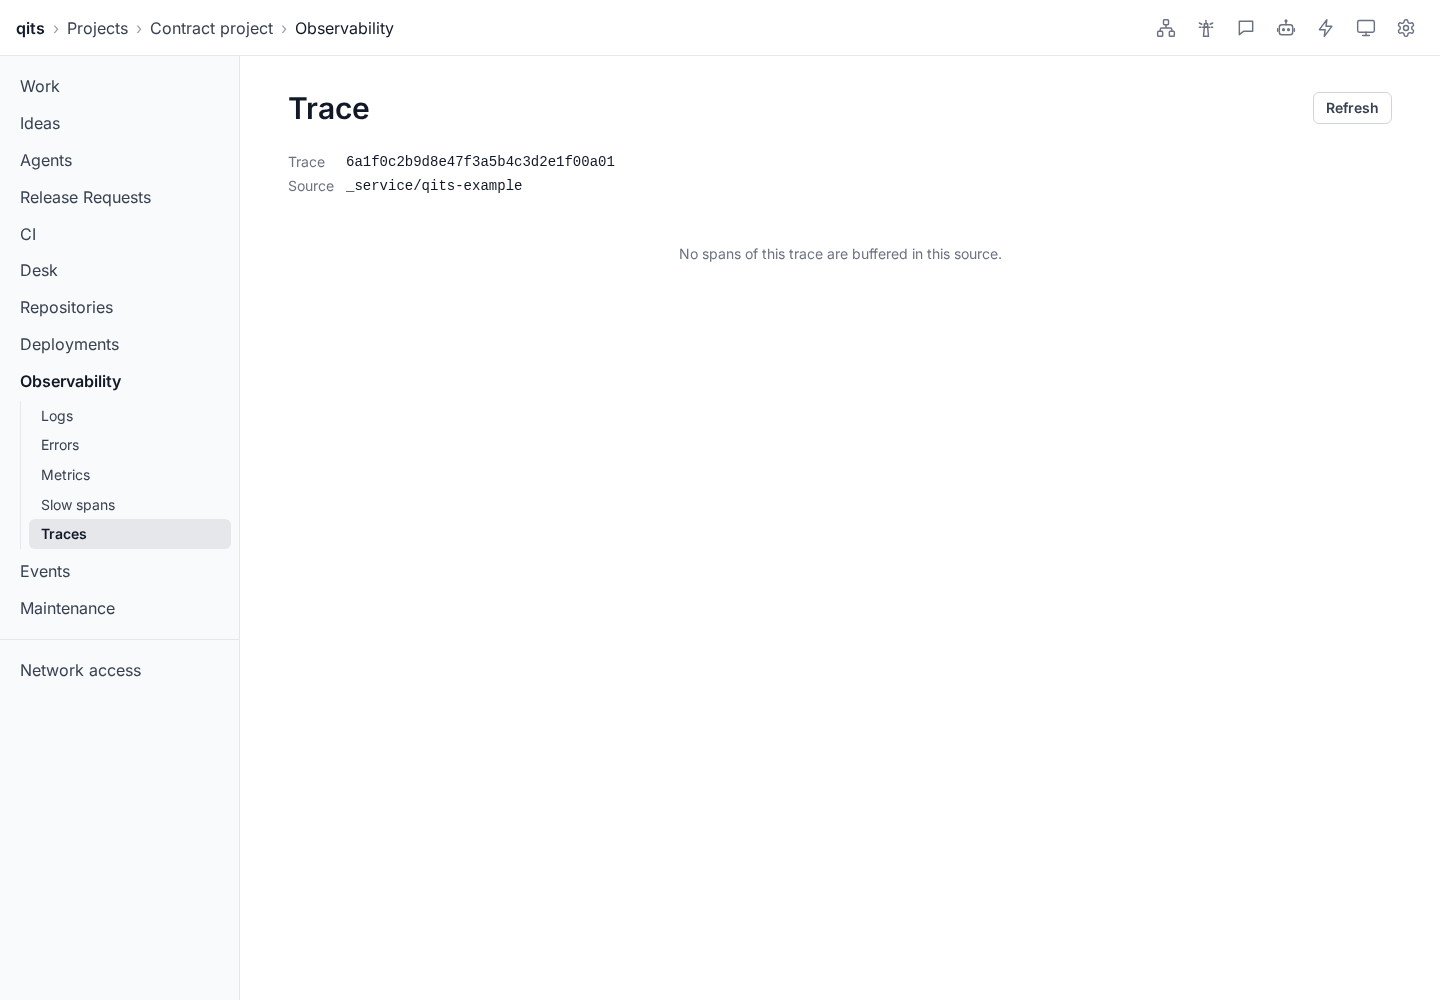 qits › Projects › Contract project › Observability
Work
Ideas
Agents
Release Requests
CI
Desk
Repositories
Deployments
Observability
Logs
Errors
Metrics
Slow spans
Traces
Events
Maintenance
Network access
Trace
Refresh
Trace 6a1f0c2b9d8e47f3a5b4c3d2e1f00a01
Source _service/qits-example
No spans of this trace are buffered in this source.